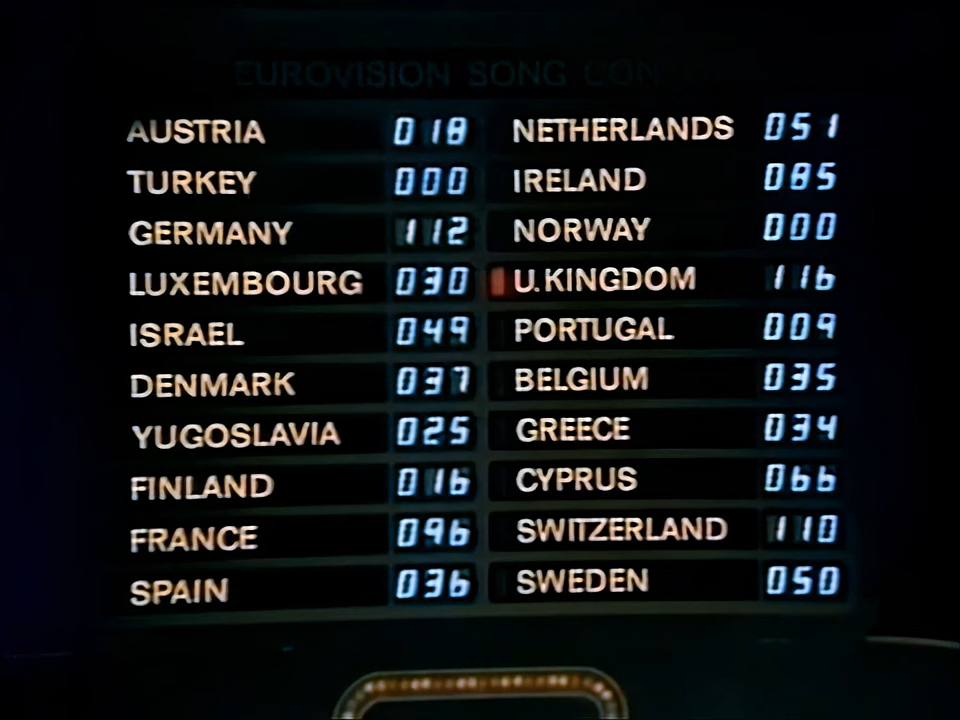 EUROVISION SONG CON
AUSTRIA 018 NETHERLANDS 051
TURKEY 000 IRELAND 085
GERMANY 112 NORWAY 000
LUXEMBOURG 030 U.KINGDOM 116
ISRAEL 049 PORTUGAL 009
DENMARK 037 BELGIUM 035
YUGOSLAVIA 025 GREECE 034
FINLAND 016 CYPRUS 066
FRANCE 096 SWITZERLAND 110
SPAIN 036 SWEDEN 050